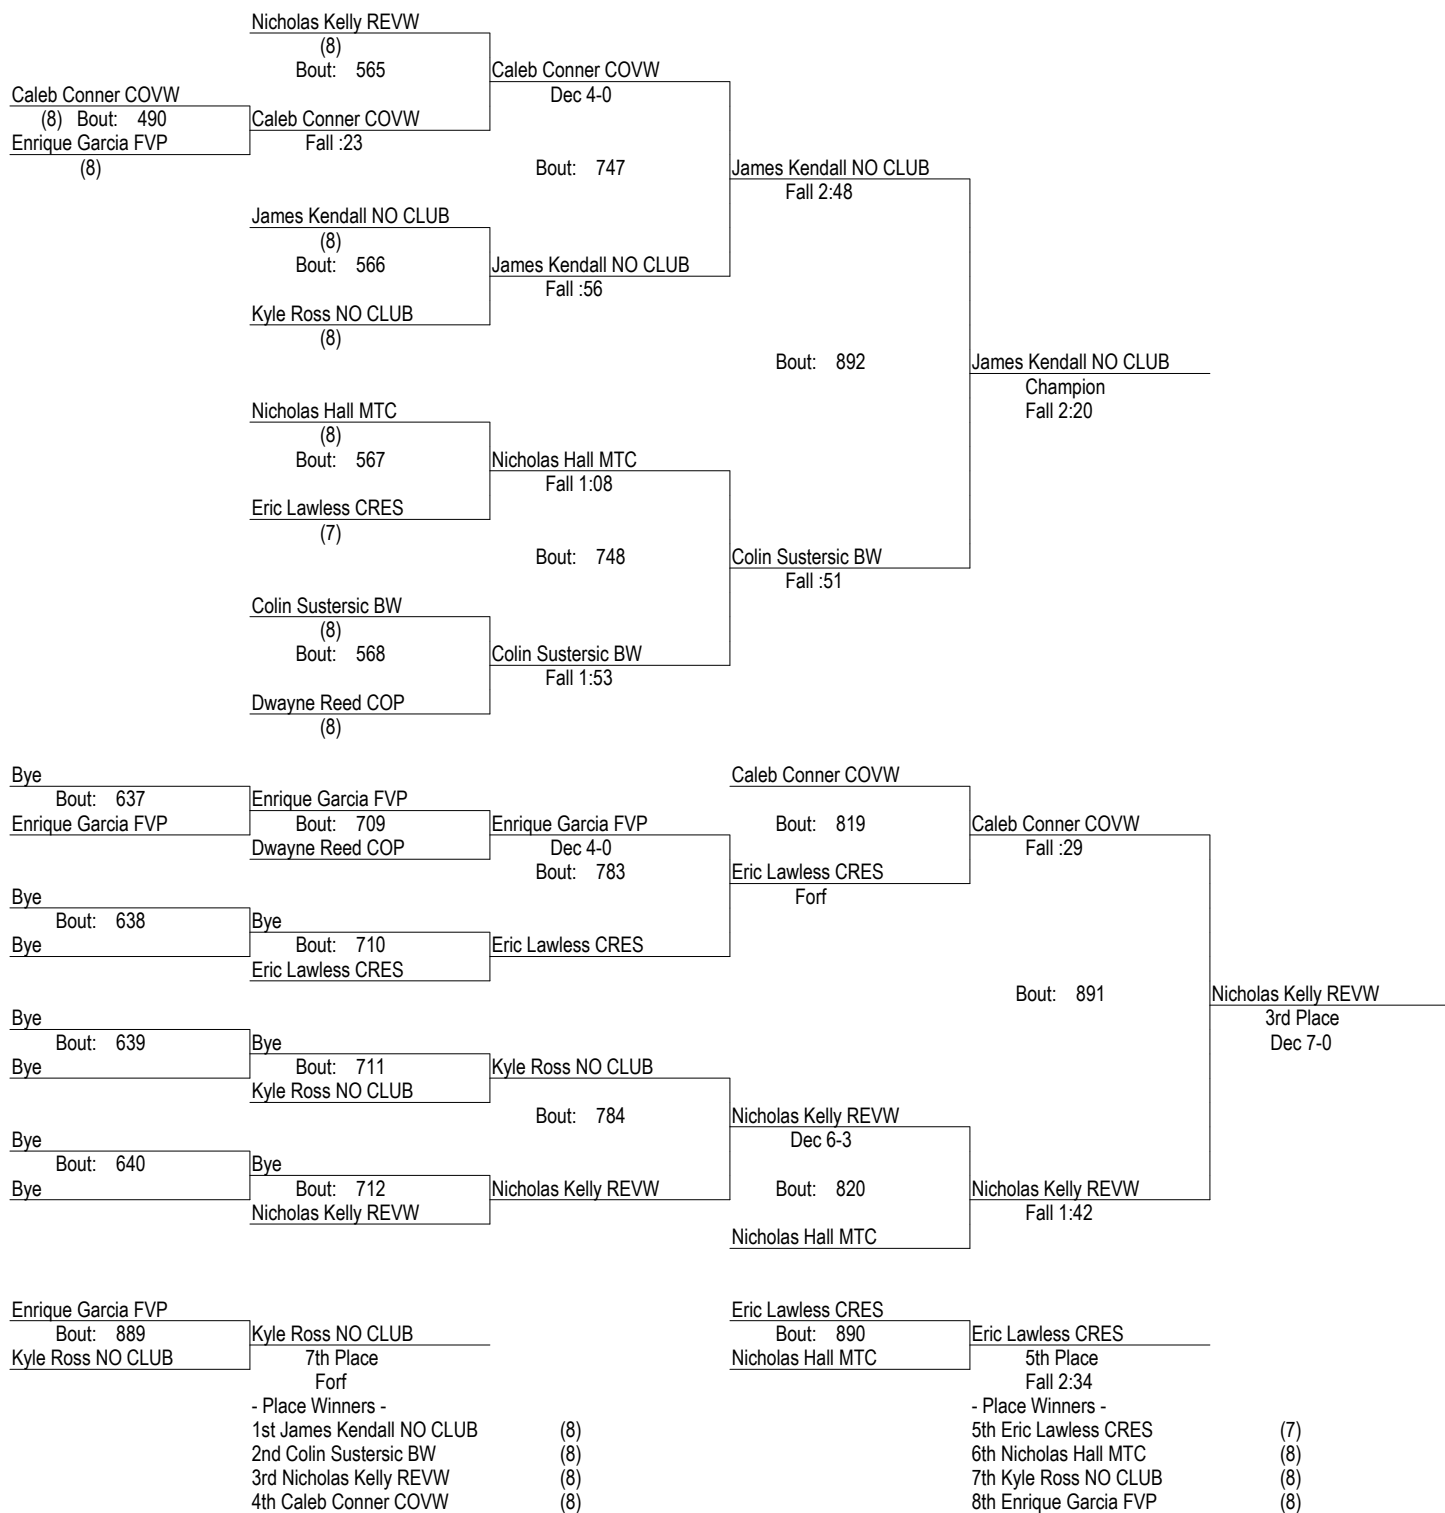 Nicholas Kelly REVW
(8)
Bout: 565
Caleb Conner COVW
Dec 4-0
Caleb Conner COVW
(8) Bout: 490
Enrique Garcia FVP
(8)
Caleb Conner COVW
Fall :23
Bout: 747
James Kendall NO CLUB
Fall 2:48
James Kendall NO CLUB
(8)
Bout: 566
James Kendall NO CLUB
Fall :56
Kyle Ross NO CLUB
(8)
Bout: 892
James Kendall NO CLUB
Champion
Fall 2:20
Nicholas Hall MTC
(8)
Bout: 567
Nicholas Hall MTC
Fall 1:08
Eric Lawless CRES
(7)
Bout: 748
Colin Sustersic BW
Fall :51
Colin Sustersic BW
(8)
Bout: 568
Colin Sustersic BW
Fall 1:53
Dwayne Reed COP
(8)
Bye
Bout: 637
Enrique Garcia FVP
Enrique Garcia FVP
Bout: 709
Dwayne Reed COP
Enrique Garcia FVP
Dec 4-0
Bout: 783
Caleb Conner COVW
Bout: 819
Eric Lawless CRES
Forf
Caleb Conner COVW
Fall :29
Bye
Bout: 638
Bye
Bye
Bout: 710
Eric Lawless CRES
Eric Lawless CRES
Bout: 891
Nicholas Kelly REVW
3rd Place
Dec 7-0
Bye
Bout: 639
Bye
Bye
Bout: 711
Kyle Ross NO CLUB
Kyle Ross NO CLUB
Bout: 784
Nicholas Kelly REVW
Dec 6-3
Bye
Bout: 640
Bye
Bye
Bout: 712
Nicholas Kelly REVW
Nicholas Kelly REVW
Bout: 820
Nicholas Hall MTC
Nicholas Kelly REVW
Fall 1:42
Enrique Garcia FVP
Bout: 889
Kyle Ross NO CLUB
Kyle Ross NO CLUB
7th Place
Forf
Eric Lawless CRES
Bout: 890
Nicholas Hall MTC
Eric Lawless CRES
5th Place
Fall 2:34
- Place Winners -
1st James Kendall NO CLUB (8)
2nd Colin Sustersic BW (8)
3rd Nicholas Kelly REVW (8)
4th Caleb Conner COVW (8)
- Place Winners -
5th Eric Lawless CRES (7)
6th Nicholas Hall MTC (8)
7th Kyle Ross NO CLUB (8)
8th Enrique Garcia FVP (8)